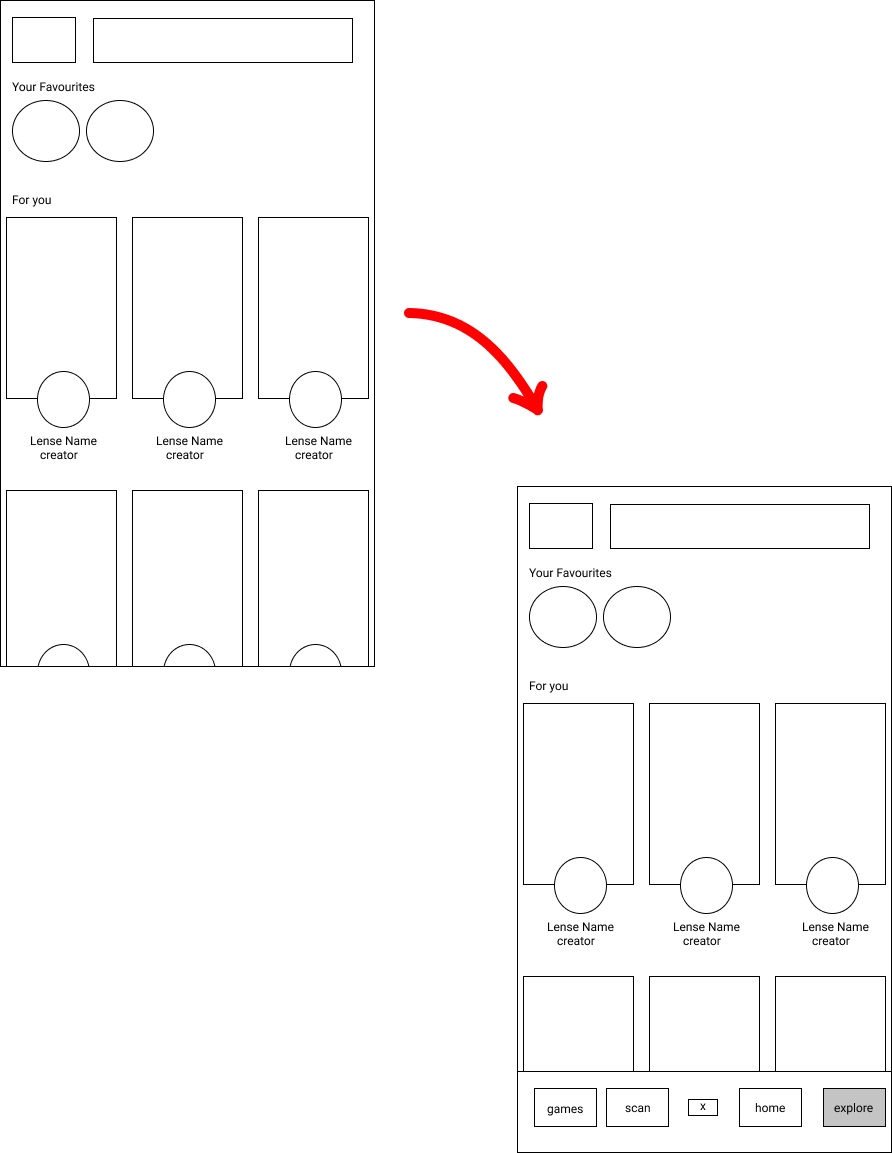 Your Favourites
For you
Lense Name
creator
Lense Name
creator
Lense Name
creator
Your Favourites
For you
Lense Name
creator
Lense Name
creator
Lense Name
creator
games
scan
x
home
explore